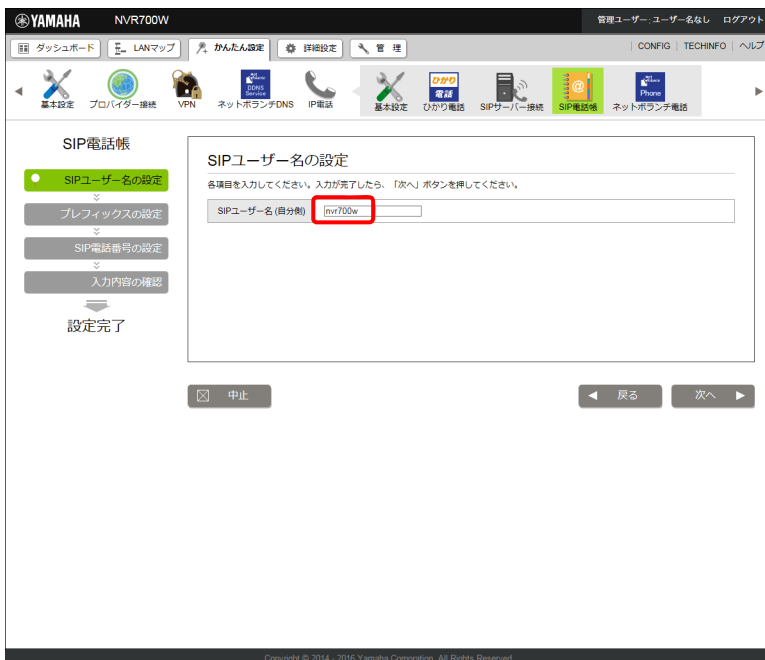 YAMAHA NVR700W 管理ユーザー:ユーザー名なし ログアウト
ダッシュボード LANマップ かんたん設定 詳細設定 管 理 CONFIG | TECHINFO | ヘルプ
DDNS Service ひかり電話 Phone
基本設定 プロバイダー接続 VPN ネットボランチDNS IP電話 基本設定 ひかり電話 SIPサーバー接続 SIP電話帳 ネットボランチ電話
SIP電話帳
SIPユーザー名の設定
プレフィックスの設定
SIP電話番号の設定
入力内容の確認
設定完了
SIPユーザー名の設定
各項目を入力してください。入力が完了したら、「次へ」ボタンを押してください。
SIPユーザー名 (自分側) nvr700w
中止 戻る 次へ
Copyright © 2014 - 2016 Yamaha Corporation. All Rights Reserved.